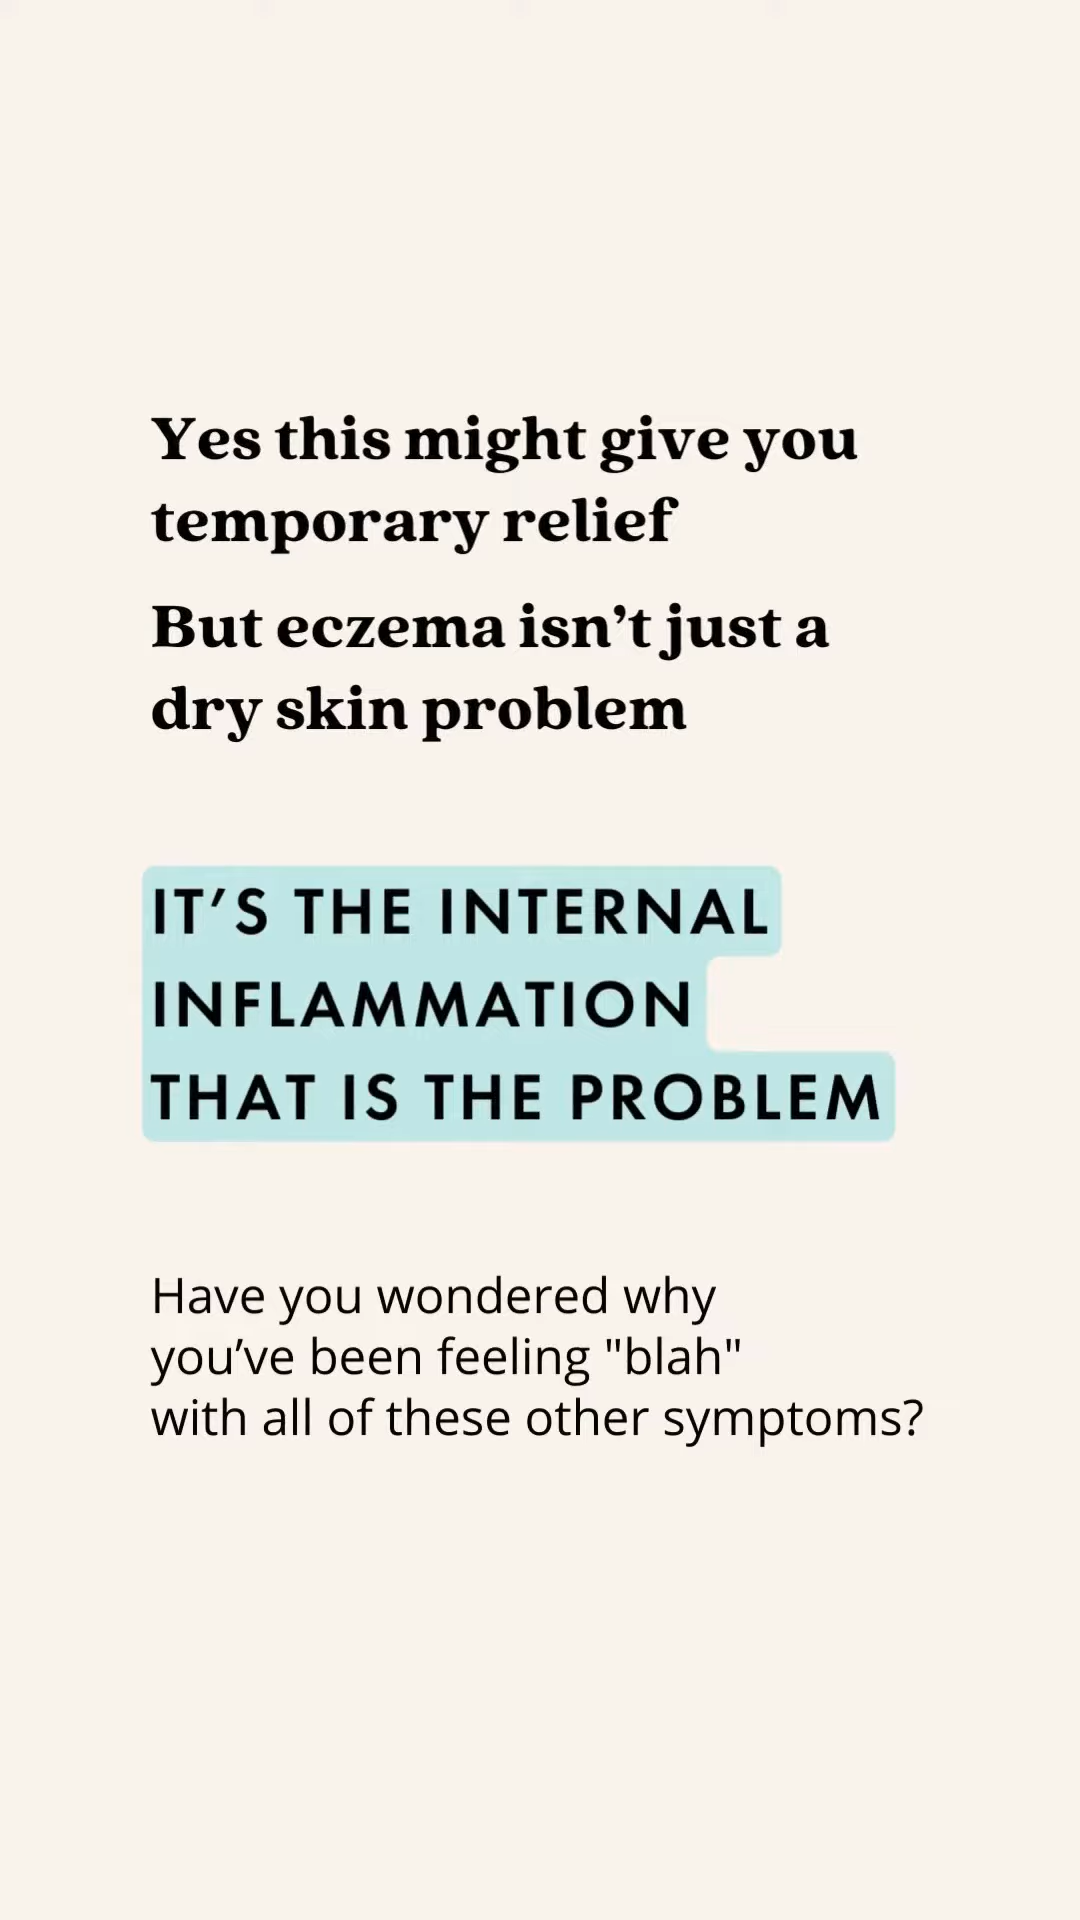 Yes this might give you
temporary relief
But eczema isn’t just a
dry skin problem
IT’S THE INTERNAL
INFLAMMATION
THAT IS THE PROBLEM
Have you wondered why
you’ve been feeling "blah"
with all of these other symptoms?